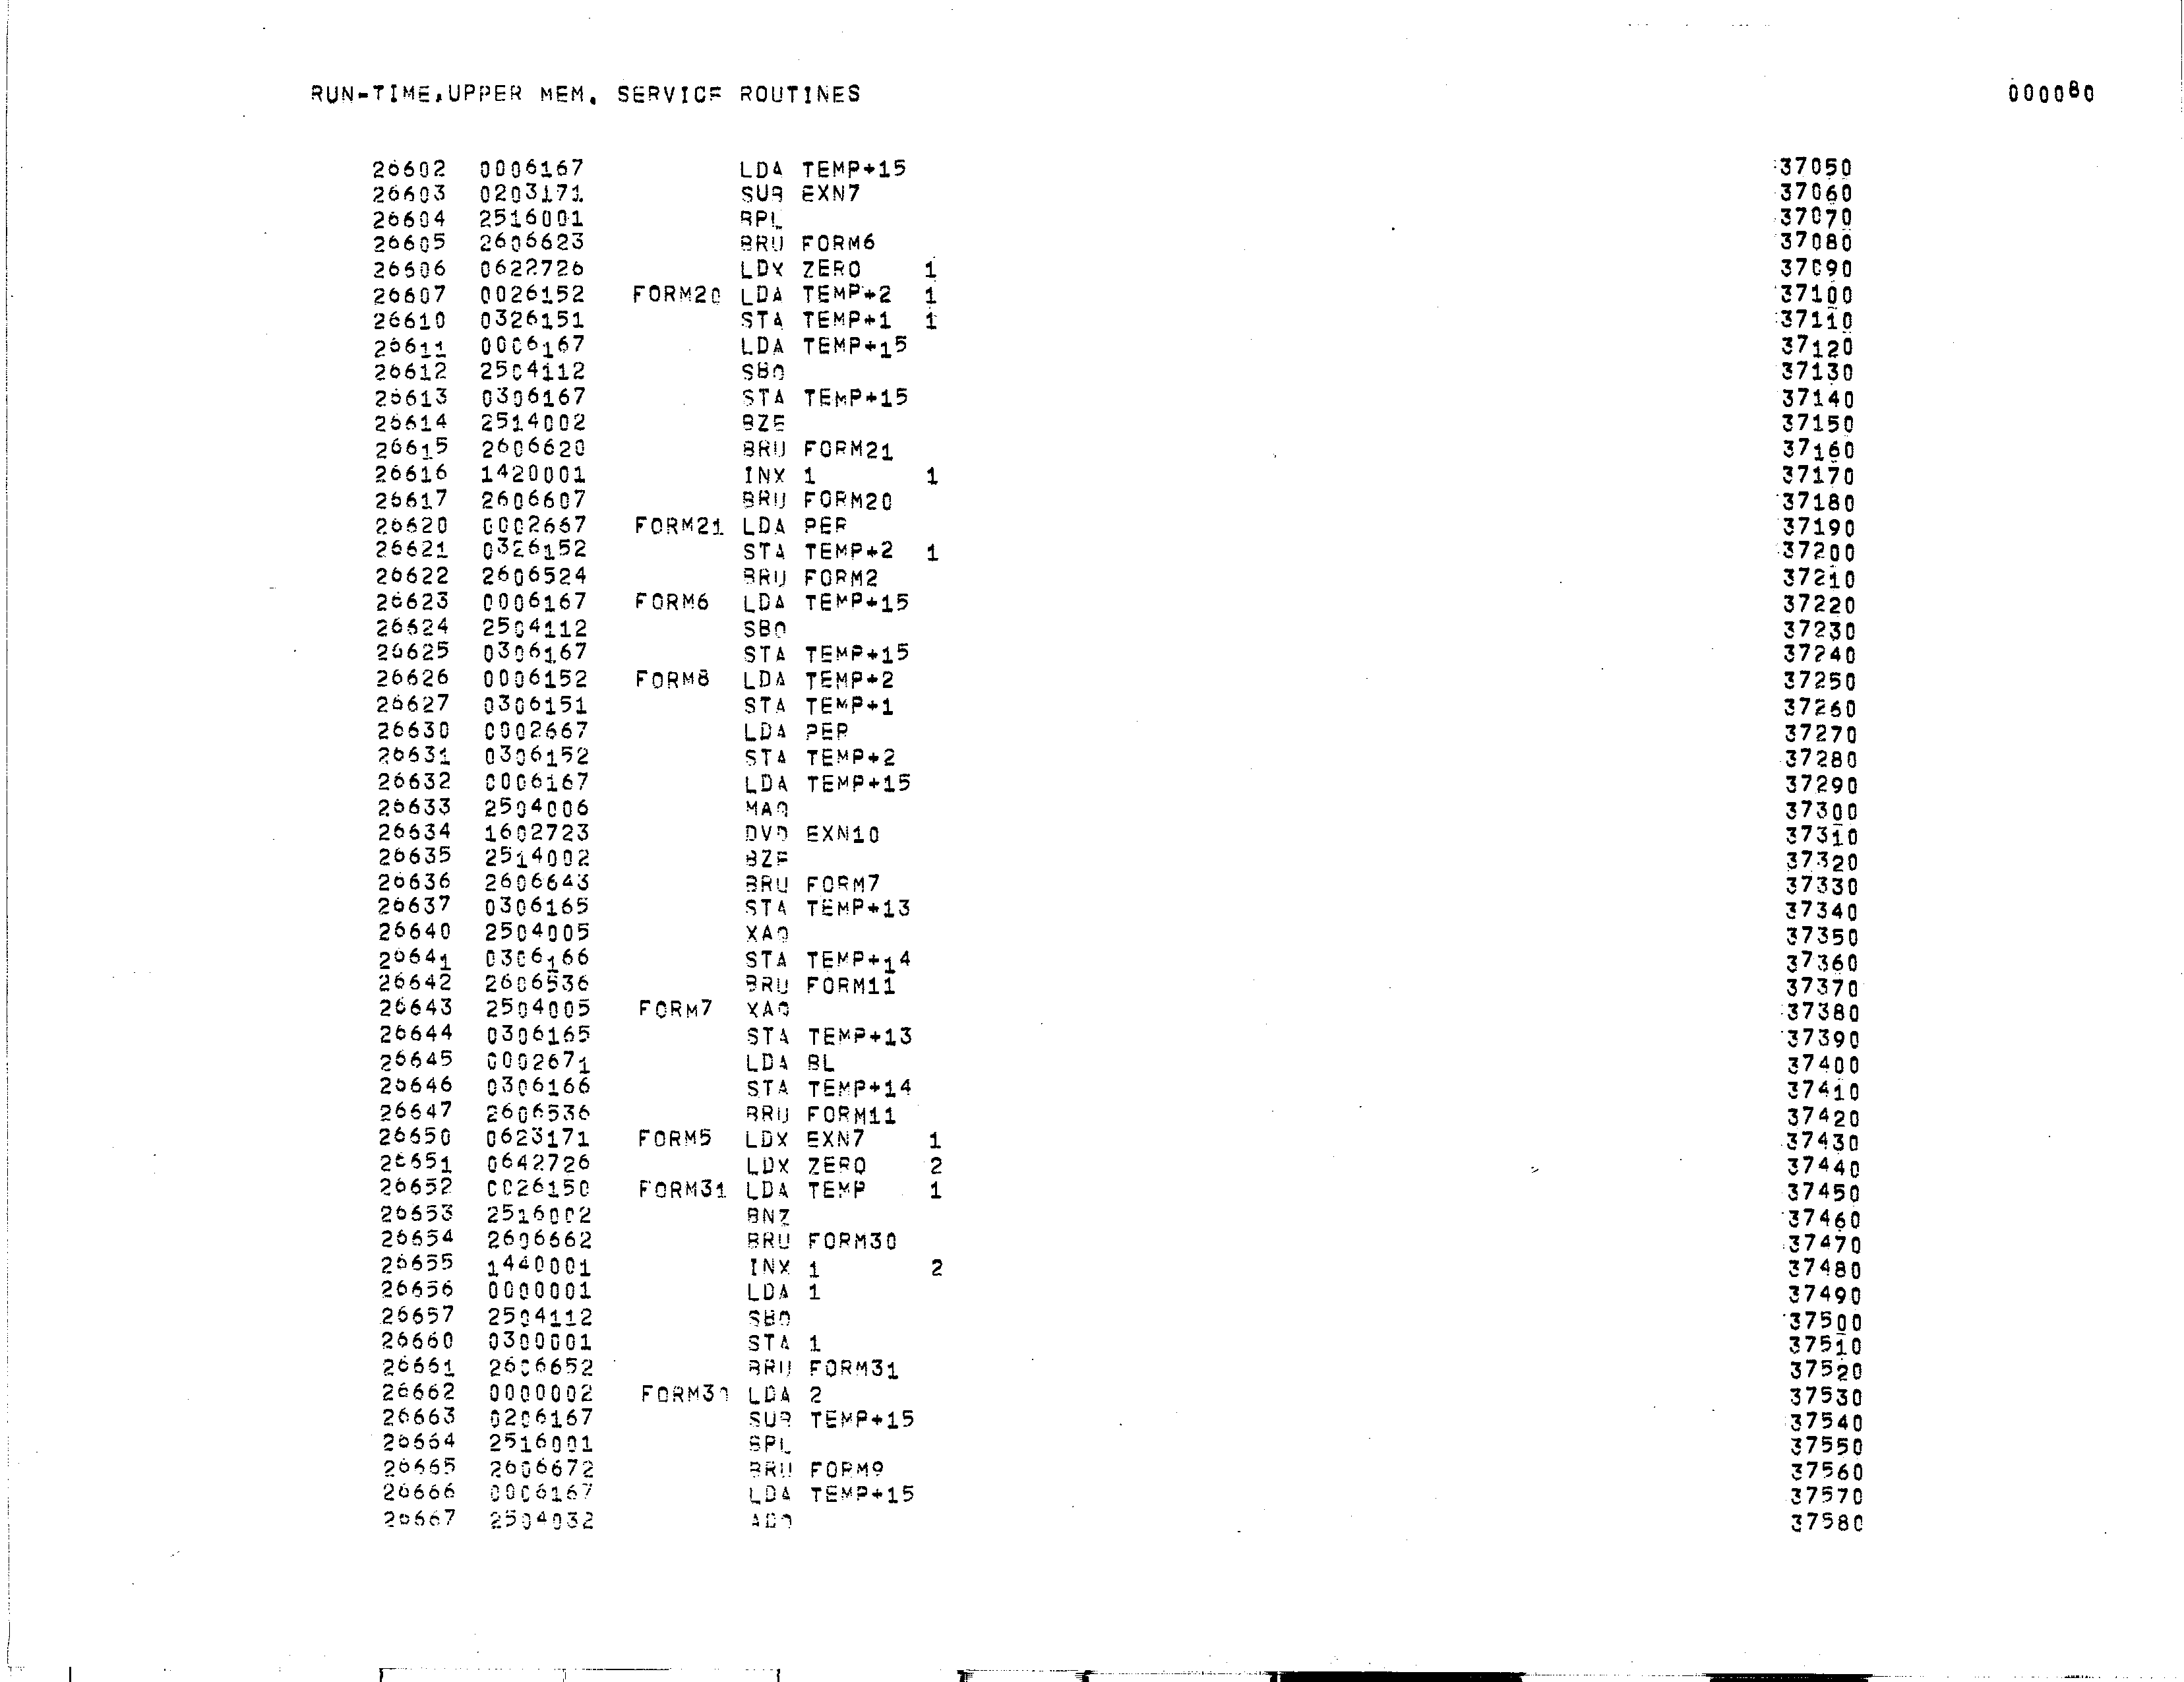 RUN-TIME,UPPER MEM. SERVICE ROUTINES 000080
26602 0006167 LDA TEMP+15 37050
26603 0203171 SUB EXN7 37060
26604 2516001 BPL 37070
26605 2606623 BRU FORM6 37080
26606 0622726 LDX ZERO 1 37090
26607 0026152 FORM20 LDA TEMP+2 1 37100
26610 0326151 STA TEMP+1 1 37110
26611 0006167 LDA TEMP+15 37120
26612 2504112 SBO 37130
26613 0306167 STA TEMP+15 37140
26614 2514002 BZE 37150
26615 2606620 BRU FORM21 37160
26616 1420001 INX 1 1 37170
26617 2606607 BRU FORM20 37180
26620 0002667 FORM21 LDA PER 37190
26621 0326152 STA TEMP+2 1 37200
26622 2606524 BRU FORM2 37210
26623 0006167 FORM6 LDA TEMP+15 37220
26624 2504112 SBO 37230
26625 0306167 STA TEMP+15 37240
26626 0006152 FORM8 LDA TEMP+2 37250
26627 0306151 STA TEMP+1 37260
26630 0002667 LDA PER 37270
26631 0306152 STA TEMP+2 37280
26632 0006167 LDA TEMP+15 37290
26633 2504006 MAQ 37300
26634 1602723 DVD EXN10 37310
26635 2514002 BZE 37320
26636 2606643 BRU FORM7 37330
26637 0306165 STA TEMP+13 37340
26640 2504005 XAQ 37350
26641 0306166 STA TEMP+14 37360
26642 2606536 BRU FORM11 37370
26643 2504005 FORM7 XAQ 37380
26644 0306165 STA TEMP+13 37390
26645 0002671 LDA BL 37400
26646 0306166 STA TEMP+14 37410
26647 2606536 BRU FORM11 37420
26650 0623171 FORM5 LDX EXN7 1 37430
26651 0642726 LDX ZERO 2 37440
26652 0026150 FORM31 LDA TEMP 1 37450
26653 2516002 BNZ 37460
26654 2606662 BRU FORM30 37470
26655 1440001 INX 1 2 37480
26656 0000001 LDA 1 37490
26657 2504112 SBO 37500
26660 0300001 STA 1 37510
26661 2606652 BRU FORM31 37520
26662 0000002 FORM30 LDA 2 37530
26663 0206167 SUB TEMP+15 37540
26664 2516001 BPL 37550
26665 2606672 BRU FORM9 37560
26666 0006167 LDA TEMP+15 37570
26667 2504032 ADO 37580